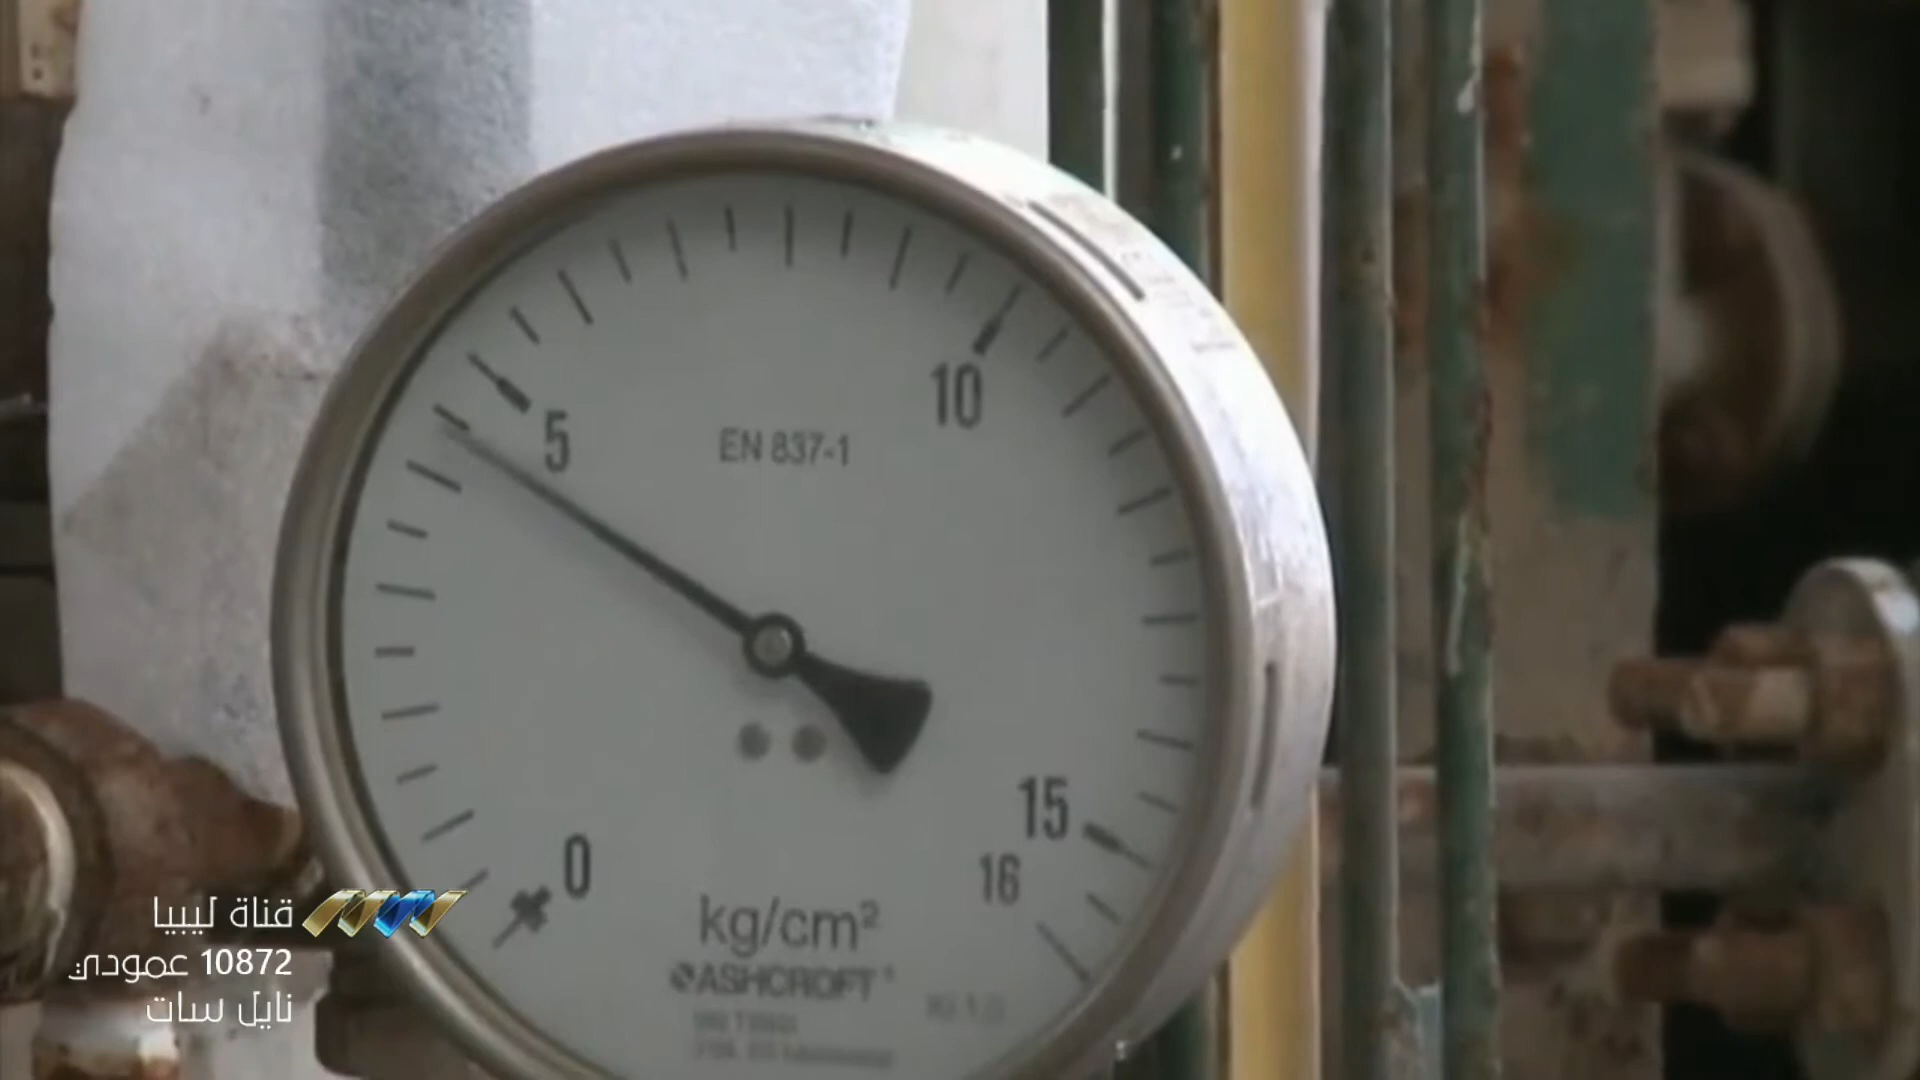 5
10
EN 837-1
15
0
16
kg/cm²
ASHCROFT
قناة ليبيا
10872 عمودي
نايل سات